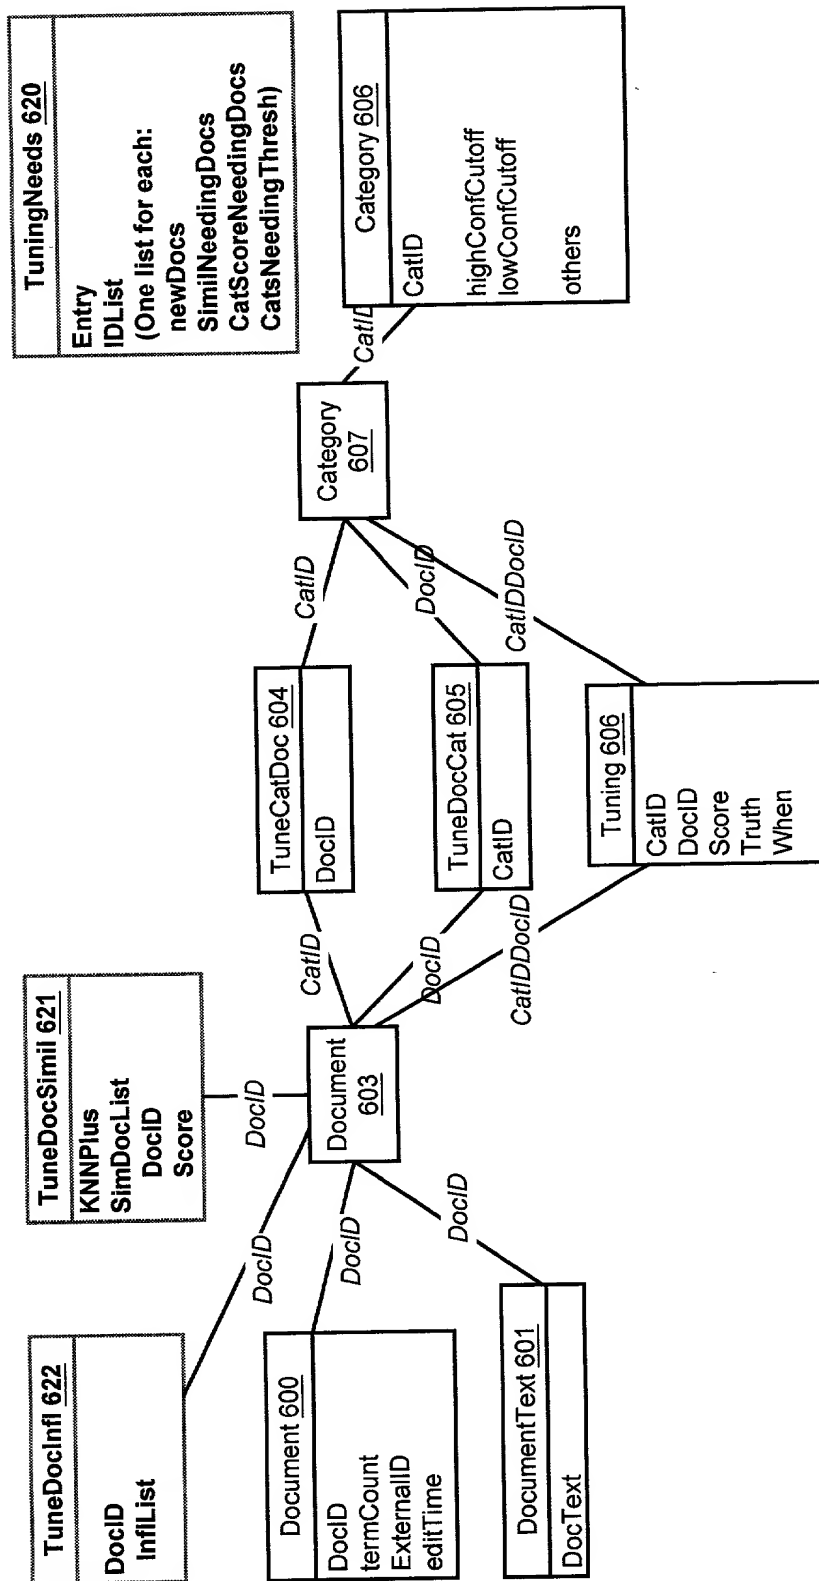 TuneDocInfl 622
DocID
InflList
TuneDocSimil 621
KNNPlus
SimDocList
DocID
Score
TuningNeeds 620
Entry
IDList
(One list for each:
newDocs
SimilNeedingDocs
CatScoreNeedingDocs
CatsNeedingThresh)
DocID
DocID
Document 600
DocID
termCount
ExternalID
editTime
DocID
Document
603
CatID
TuneCatDoc 604
DocID
CatID
Category
607
CatID
Category 606
CatID
highConfCutoff
lowConfCutoff
others
DocumentText 601
DocText
DocID
DocID
TuneDocCat 605
CatID
DocID
CatIDDocID
Tuning 606
CatID
DocID
Score
Truth
When
CatIDDocID